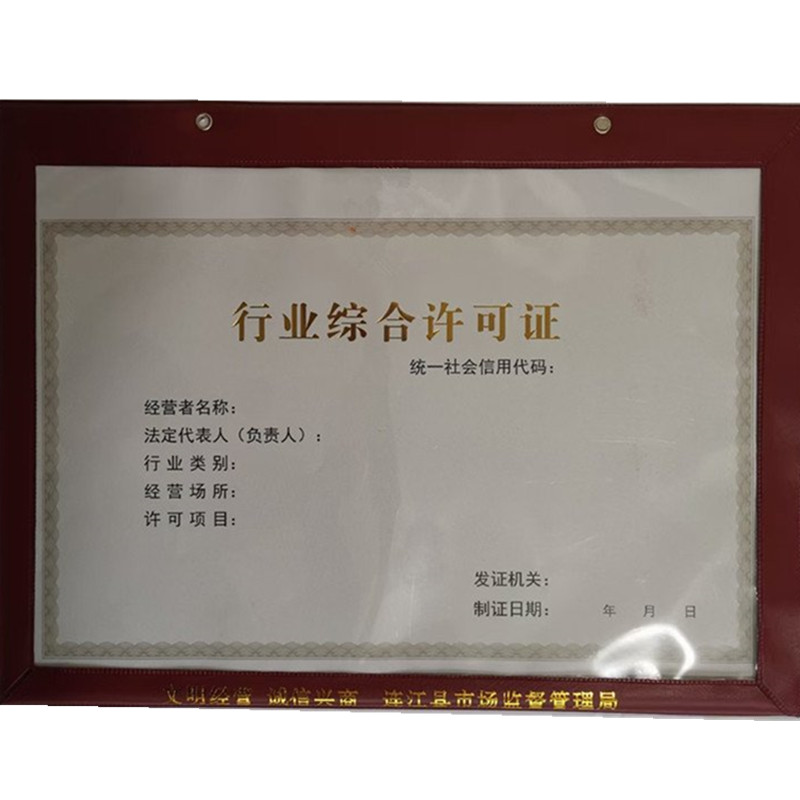 行业综合许可证
统一社会信用代码：
经营者名称：
法定代表人（负责人）：
行业类别：
经营场所：
许可项目：
发证机关：
制证日期： 年 月 日
文明经营 诚信兴商 连江县市场监督管理局